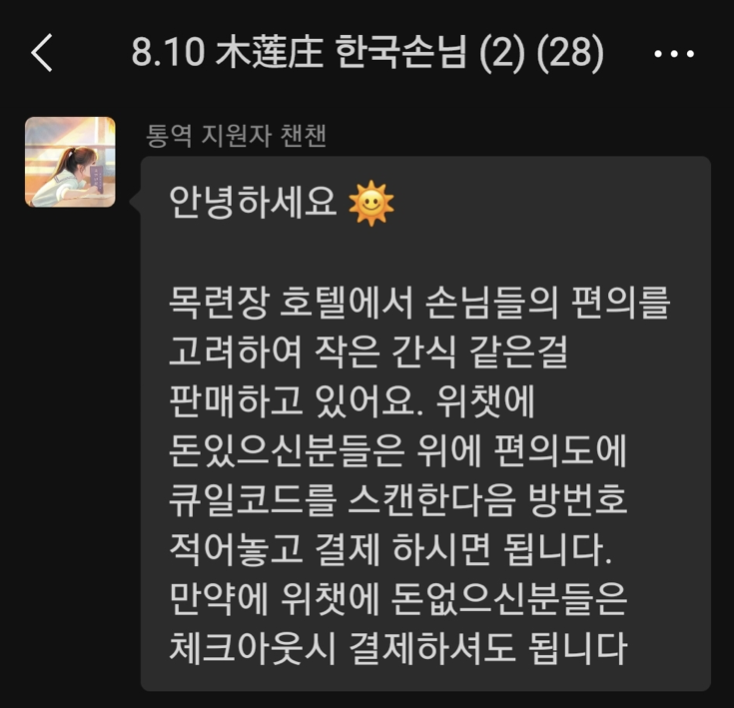 8.10 木莲庄 한국손님 (2) (28)
통역 지원자 챈챈
안녕하세요
목련장 호텔에서 손님들의 편의를
고려하여 작은 간식 같은걸
판매하고 있어요. 위챗에
돈있으신분들은 위에 편의도에
큐일코드를 스캔한다음 방번호
적어놓고 결제 하시면 됩니다.
만약에 위챗에 돈없으신분들은
체크아웃시 결제하셔도 됩니다